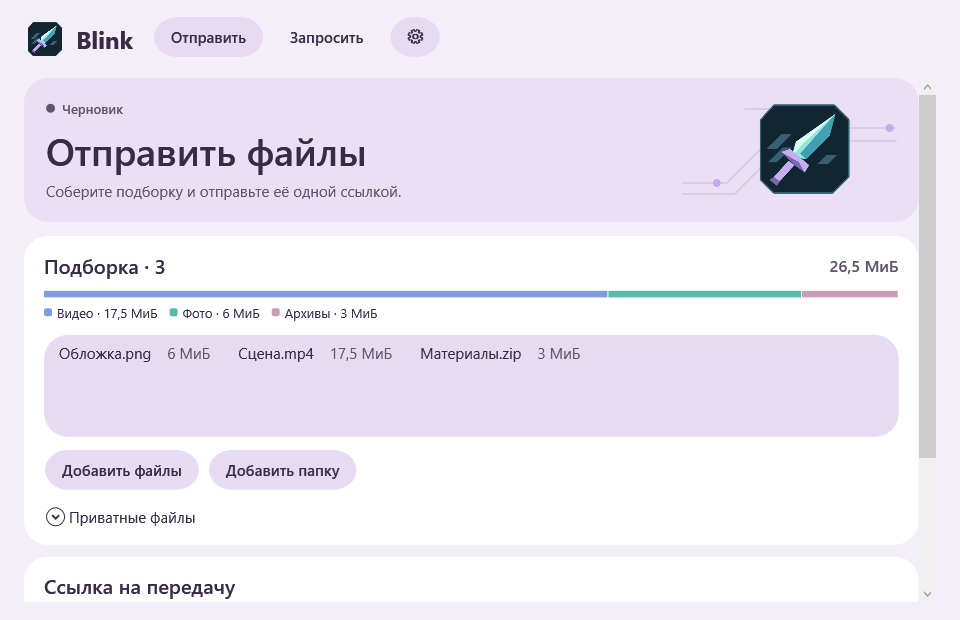 Blink Отправить Запросить
Черновик
Отправить файлы
Соберите подборку и отправьте её одной ссылкой.
Подборка · 3 26,5 МиБ
Видео · 17,5 МиБ Фото · 6 МиБ Архивы · 3 МиБ
Обложка.png 6 МиБ Сцена.mp4 17,5 МиБ Материалы.zip 3 МиБ
Добавить файлы Добавить папку
Приватные файлы
Ссылка на передачу